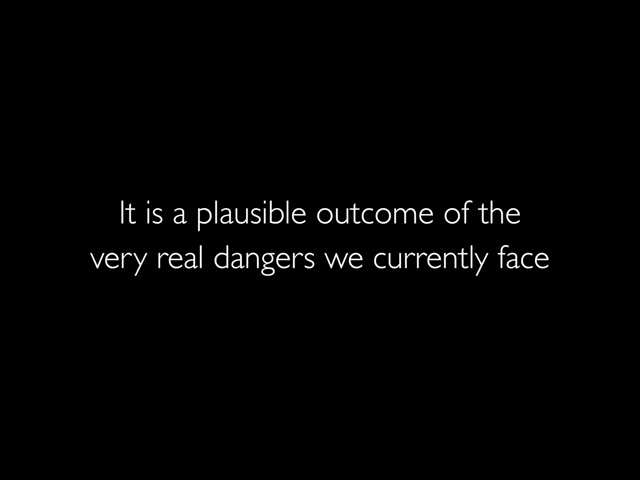 It is a plausible outcome of the
very real dangers we currently face